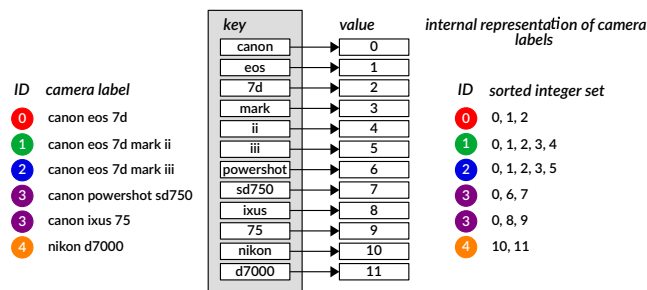 key value internal representation of camera
labels
canon 0
eos 1
ID camera label 7d 2 ID sorted integer set
mark 3
0 canon eos 7d 0 0, 1, 2
ii 4
1 canon eos 7d mark ii 1 0, 1, 2, 3, 4
iii 5
2 canon eos 7d mark iii powershot 6 2 0, 1, 2, 3, 5
3 canon powershot sd750 sd750 7 3 0, 6, 7
ixus 8
3 canon ixus 75 3 0, 8, 9
75 9
4 nikon d7000 nikon 10 4 10, 11
d7000 11